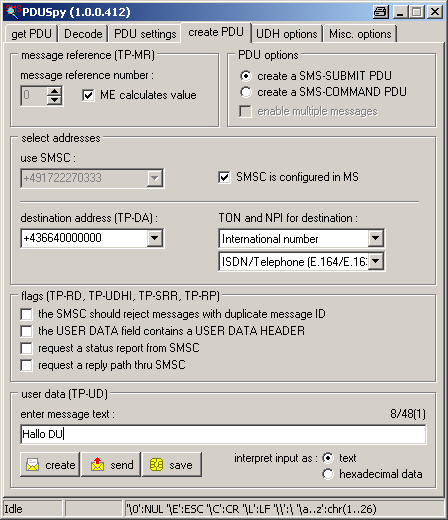 PDUSpy (1.0.0.412)
get PDU Decode PDU settings create PDU UDH options Misc. options
message reference (TP-MR)
message reference number :
0 ME calculates value
PDU options
create a SMS-SUBMIT PDU
create a SMS-COMMAND PDU
enable multiple messages
select addresses
use SMSC :
+491722270333 SMSC is configured in MS
destination address (TP-DA) : TON and NPI for destination :
+436640000000 International number
ISDN/Telephone (E.164/E.163
flags (TP-RD, TP-UDHI, TP-SRR, TP-RP)
the SMSC should reject messages with duplicate message ID
the USER DATA field contains a USER DATA HEADER
request a status report from SMSC
request a reply path thru SMSC
user data (TP-UD)
enter message text : 8/48(1)
Hallo DU
create send save interpret input as : text
hexadecimal data
Idle '\0':NUL '\E':ESC '\C':CR '\L':LF '\\':\ '\a..z':chr(1..26)